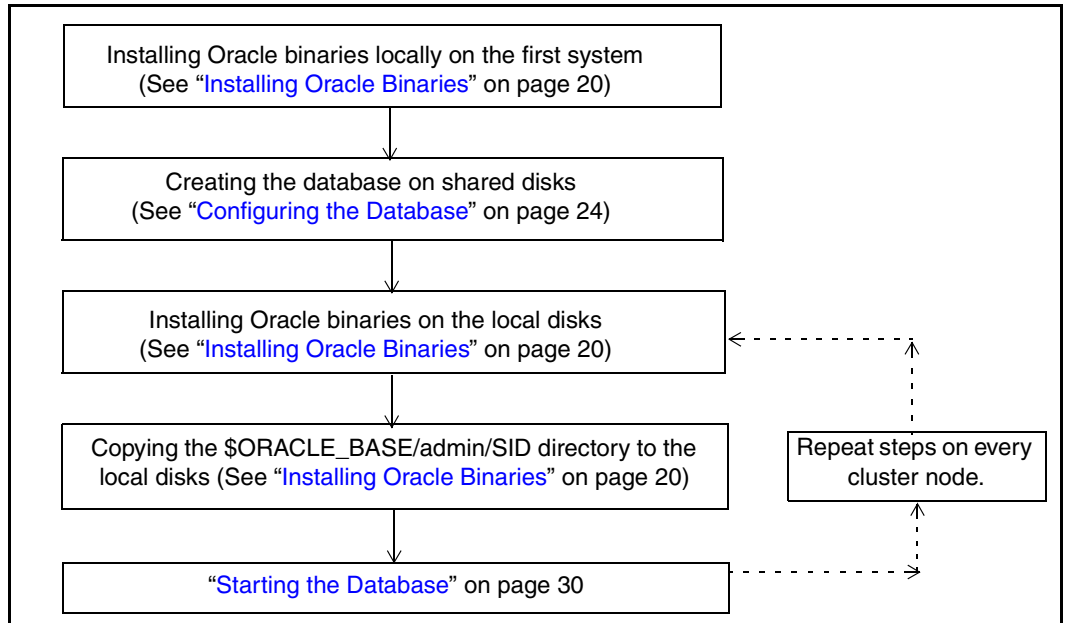 Installing Oracle binaries locally on the first system
(See “Installing Oracle Binaries” on page 20)
Creating the database on shared disks
(See “Configuring the Database” on page 24)
Installing Oracle binaries on the local disks
(See “Installing Oracle Binaries” on page 20)
Copying the $ORACLE_BASE/admin/SID directory to the
local disks (See “Installing Oracle Binaries” on page 20)
Repeat steps on every
cluster node.
“Starting the Database” on page 30